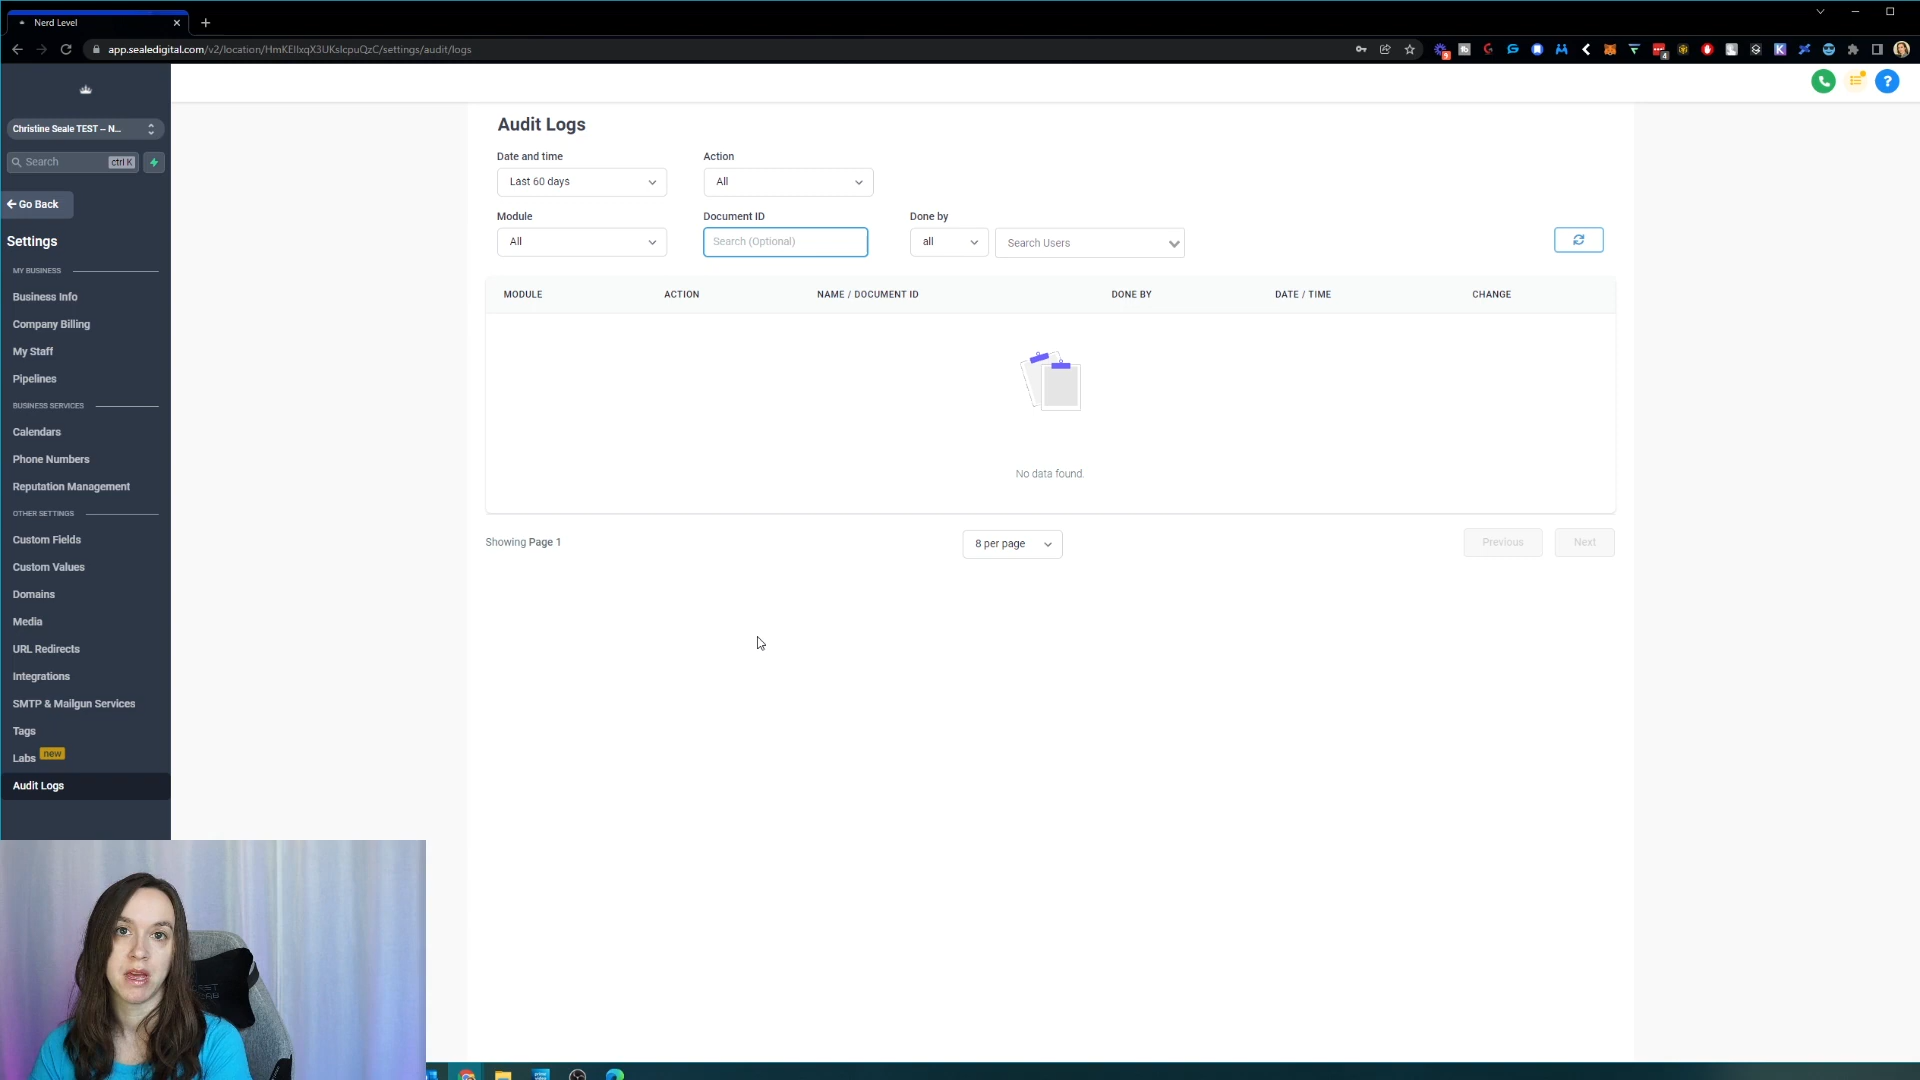 Nerd Level
app.sealedigital.com/v2/location/HmKEIlxqX3UKslcpuQzC/settings/audit/logs
Christine Seale TEST -- N...
Search ctrl K
Go Back
Settings
MY BUSINESS
Business Info
Company Billing
My Staff
Pipelines
BUSINESS SERVICES
Calendars
Phone Numbers
Reputation Management
OTHER SETTINGS
Custom Fields
Custom Values
Domains
Media
URL Redirects
Integrations
SMTP & Mailgun Services
Tags
Labs new
Audit Logs
Audit Logs
Date and time Action
Last 60 days All
Module Document ID Done by
All Search (Optional) all Search Users
MODULE ACTION NAME / DOCUMENT ID DONE BY DATE / TIME CHANGE
No data found.
Showing Page 1 8 per page Previous Next